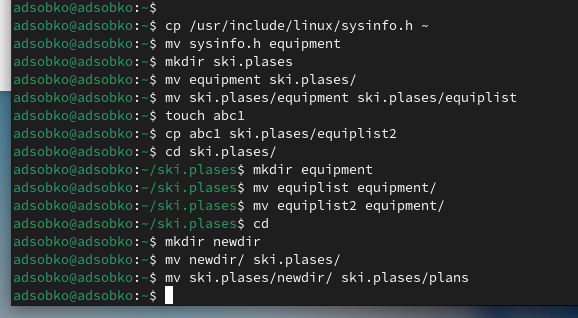 adsobko@adsobko:~$
adsobko@adsobko:~$ cp /usr/include/linux/sysinfo.h ~
adsobko@adsobko:~$ mv sysinfo.h equipment
adsobko@adsobko:~$ mkdir ski.plases
adsobko@adsobko:~$ mv equipment ski.plases/
adsobko@adsobko:~$ mv ski.plases/equipment ski.plases/equiplist
adsobko@adsobko:~$ touch abc1
adsobko@adsobko:~$ cp abc1 ski.plases/equiplist2
adsobko@adsobko:~$ cd ski.plases/
adsobko@adsobko:~/ski.plases$ mkdir equipment
adsobko@adsobko:~/ski.plases$ mv equiplist equipment/
adsobko@adsobko:~/ski.plases$ mv equiplist2 equipment/
adsobko@adsobko:~/ski.plases$ cd
adsobko@adsobko:~$ mkdir newdir
adsobko@adsobko:~$ mv newdir/ ski.plases/
adsobko@adsobko:~$ mv ski.plases/newdir/ ski.plases/plans
adsobko@adsobko:~$